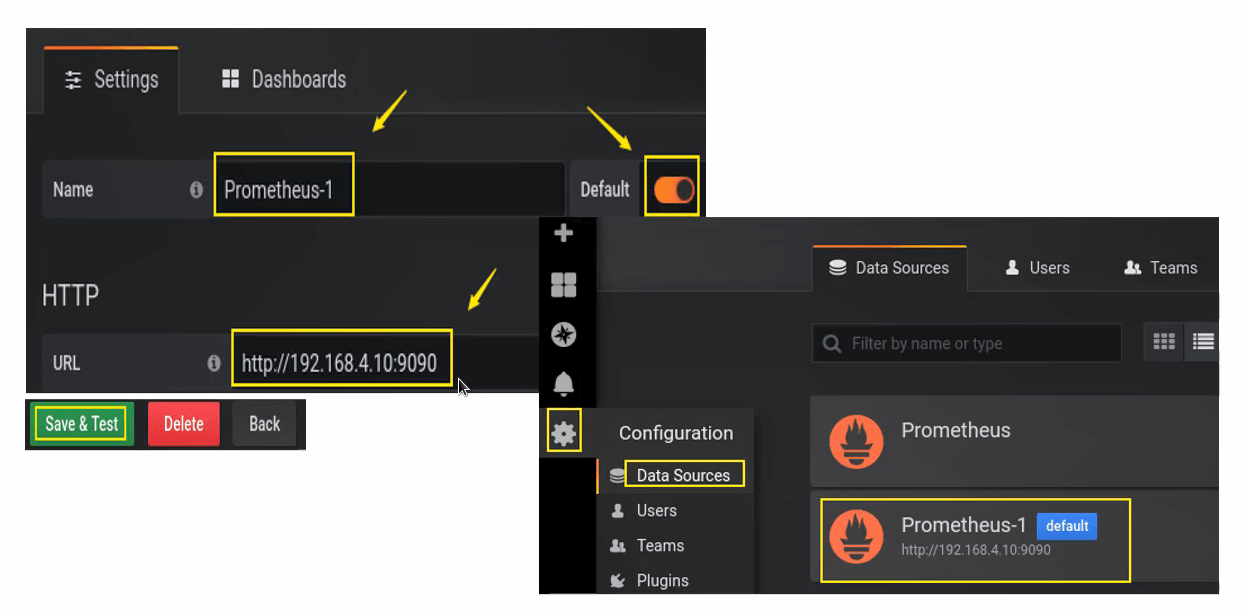 Settings Dashboards
Name Prometheus-1 Default
HTTP
URL http://192.168.4.10:9090
Save & Test Delete Back
Data Sources Users Teams
Filter by name or type
Configuration
Data Sources
Users
Teams
Plugins
Prometheus
Prometheus-1 default
http://192.168.4.10:9090